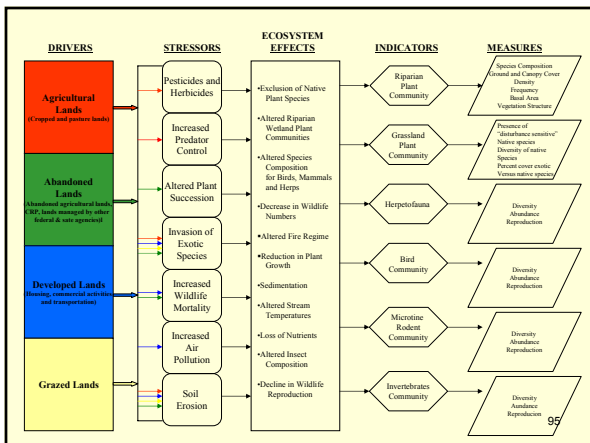 DRIVERS
STRESSORS
ECOSYSTEM
EFFECTS
INDICATORS
MEASURES
Agricultural
Lands
(Cropped and pasture lands)
Abandoned
Lands
(Abandoned agricultural lands,
CRP, lands managed by other
federal & sate agencies)l
Developed Lands
(Housing, commercial activities
and transportation)
Grazed Lands
Pesticides and
Herbicides
Increased
Predator
Control
Altered Plant
Succession
Invasion of
Exotic
Species
Increased
Wildlife
Mortality
Increased
Air
Pollution
Soil
Erosion
•Exclusion of Native
Plant Species
•Altered Riparian
Wetland Plant
Communities
•Altered Species
Composition
for Birds, Mammals
and Herps
•Decrease in Wildlife
Numbers
•Altered Fire Regime
•Reduction in Plant
Growth
•Sedimentation
•Altered Stream
Temperatures
•Loss of Nutrients
•Altered Insect
Composition
•Decline in Wildlife
Reproduction
Riparian
Plant
Community
Grassland
Plant
Community
Herpetofauna
Bird
Community
Microtine
Rodent
Community
Invertebrates
Community
Species Composition
Ground and Canopy Cover
Density
Frequency
Basal Area
Vegetation Structure
Presence of
"disturbance sensitive"
Native species
Diversity of native
Species
Percent cover exotic
Versus native species
Diversity
Abundance
Reproduction
Diversity
Abundance
Reproduction
Diversity
Abundance
Reproduction
Diversity
Aundance
Reproducion
95